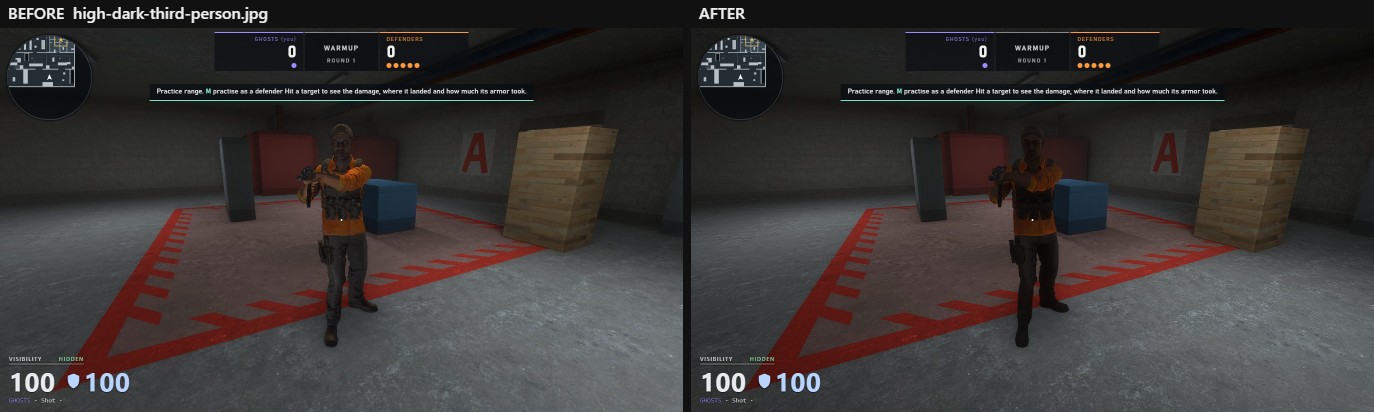 BEFORE high-dark-third-person.jpg
GHOSTS (you)
0
WARMUP
ROUND 1
DEFENDERS
0
Practice range. M practise as a defender Hit a target to see the damage, where it landed and how much its armor took.
A
VISIBILITY HIDDEN
100 100
GHOSTS - Shot -
AFTER
GHOSTS (you)
0
WARMUP
ROUND 1
DEFENDERS
0
Practice range. M practise as a defender Hit a target to see the damage, where it landed and how much its armor took.
A
VISIBILITY HIDDEN
100 100
GHOSTS - Shot -